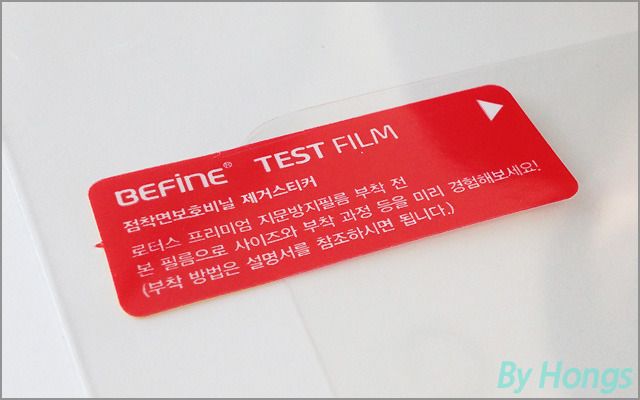 BEFINE® TEST FILM
점착면보호비닐 제거스티커
로터스 프리미엄 지문방지필름 부착 전
본 필름으로 사이즈와 부착 과정 등을 미리 경험해보세요!
(부착 방법은 설명서를 참조하시면 됩니다.)
By Hongs